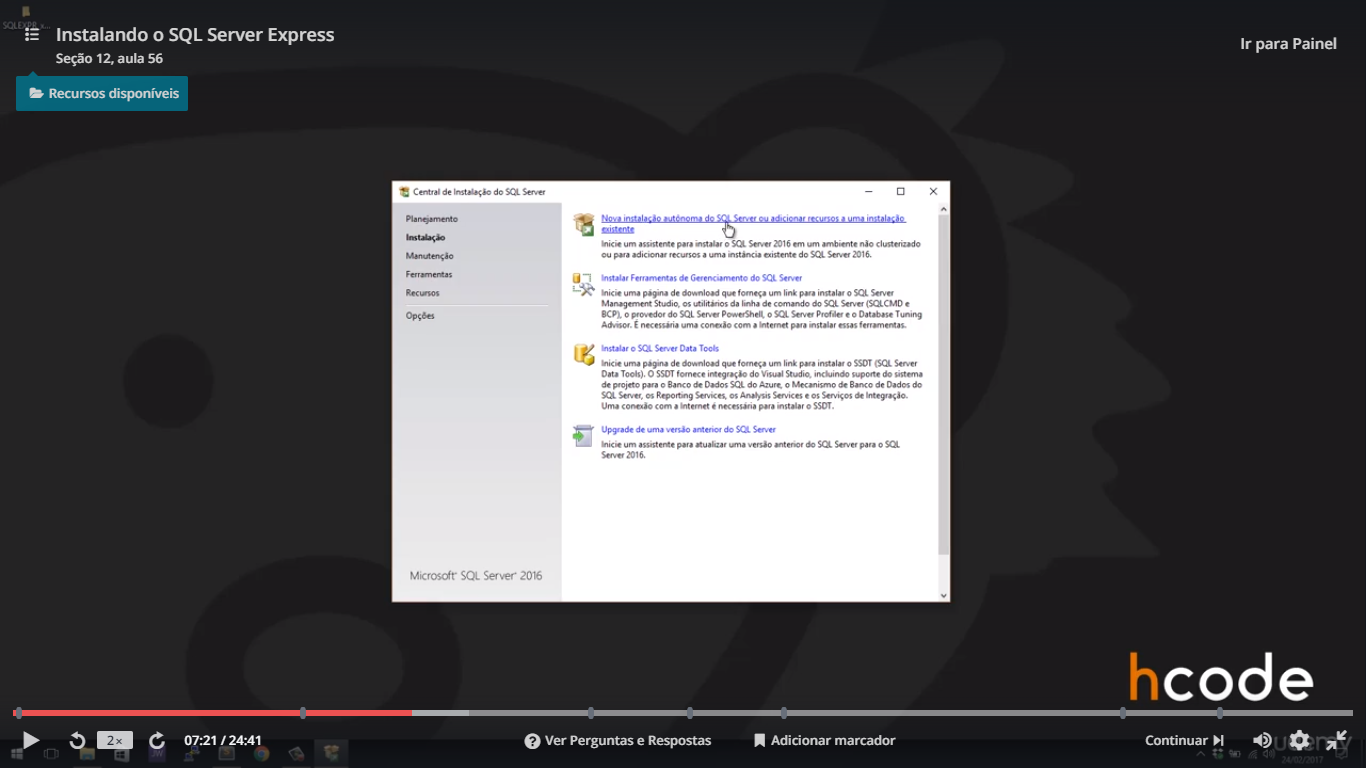 SQLEXPR_x...
Instalando o SQL Server Express
Seção 12, aula 56
Ir para Painel
Recursos disponíveis
Central de Instalação do SQL Server
Planejamento
Instalação
Manutenção
Ferramentas
Recursos
Opções
Microsoft® SQL Server® 2016
Nova instalação autônoma do SQL Server ou adicionar recursos a uma instalação
existente
Inicie um assistente para instalar o SQL Server 2016 em um ambiente não clusterizado
ou para adicionar recursos a uma instância existente do SQL Server 2016.
Instalar Ferramentas de Gerenciamento do SQL Server
Inicie uma página de download que forneça um link para instalar o SQL Server
Management Studio, os utilitários da linha de comando do SQL Server (SQLCMD e
BCP), o provedor do SQL Server PowerShell, o SQL Server Profiler e o Database Tuning
Advisor. É necessária uma conexão com a Internet para instalar essas ferramentas.
Instalar o SQL Server Data Tools
Inicie uma página de download que forneça um link para instalar o SSDT (SQL Server
Data Tools). O SSDT fornece integração do Visual Studio, incluindo suporte do sistema
de projeto para o Banco de Dados SQL do Azure, o Mecanismo de Banco de Dados do
SQL Server, os Reporting Services, os Analysis Services e os Serviços de Integração.
Uma conexão com a Internet é necessária para instalar o SSDT.
Upgrade de uma versão anterior do SQL Server
Inicie um assistente para atualizar uma versão anterior do SQL Server para o SQL
Server 2016.
hcode
2×
07:21 / 24:41
Ver Perguntas e Respostas
Adicionar marcador
Continuar
udemy
24/02/2017